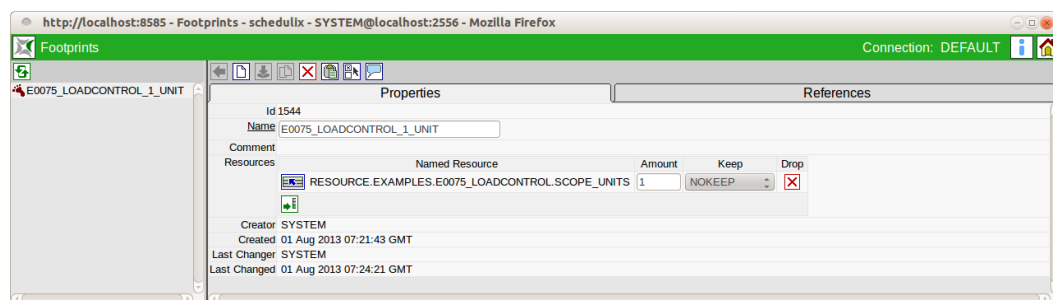 http://localhost:8585 - Footprints - schedulix - SYSTEM@localhost:2556 - Mozilla Firefox
Footprints
Connection: DEFAULT
E0075_LOADCONTROL_1_UNIT
Properties
References
Id 1544
Name E0075_LOADCONTROL_1_UNIT
Comment
Resources Named Resource Amount Keep Drop
RESOURCE.EXAMPLES.E0075_LOADCONTROL.SCOPE_UNITS 1 NOKEEP
Creator SYSTEM
Created 01 Aug 2013 07:21:43 GMT
Last Changer SYSTEM
Last Changed 01 Aug 2013 07:24:21 GMT